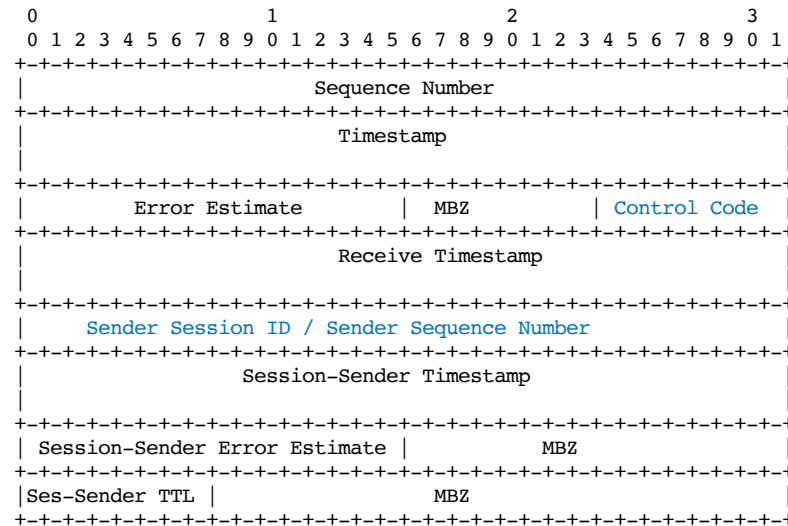 0                   1                   2                   3
0 1 2 3 4 5 6 7 8 9 0 1 2 3 4 5 6 7 8 9 0 1 2 3 4 5 6 7 8 9 0 1
+-+-+-+-+-+-+-+-+-+-+-+-+-+-+-+-+-+-+-+-+-+-+-+-+-+-+-+-+-+-+-+-+
|                        Sequence Number                        |
+-+-+-+-+-+-+-+-+-+-+-+-+-+-+-+-+-+-+-+-+-+-+-+-+-+-+-+-+-+-+-+-+
|                          Timestamp                            |
|                                                               |
+-+-+-+-+-+-+-+-+-+-+-+-+-+-+-+-+-+-+-+-+-+-+-+-+-+-+-+-+-+-+-+-+
|         Error Estimate        |  MBZ          | Control Code  |
+-+-+-+-+-+-+-+-+-+-+-+-+-+-+-+-+-+-+-+-+-+-+-+-+-+-+-+-+-+-+-+-+
|                          Receive Timestamp                    |
|                                                               |
+-+-+-+-+-+-+-+-+-+-+-+-+-+-+-+-+-+-+-+-+-+-+-+-+-+-+-+-+-+-+-+-+
|     Sender Session ID / Sender Sequence Number                |
+-+-+-+-+-+-+-+-+-+-+-+-+-+-+-+-+-+-+-+-+-+-+-+-+-+-+-+-+-+-+-+-+
|                  Session-Sender Timestamp                     |
|                                                               |
+-+-+-+-+-+-+-+-+-+-+-+-+-+-+-+-+-+-+-+-+-+-+-+-+-+-+-+-+-+-+-+-+
| Session-Sender Error Estimate |           MBZ                 |
+-+-+-+-+-+-+-+-+-+-+-+-+-+-+-+-+-+-+-+-+-+-+-+-+-+-+-+-+-+-+-+-+
|Ses-Sender TTL |                  MBZ                          |
+-+-+-+-+-+-+-+-+-+-+-+-+-+-+-+-+-+-+-+-+-+-+-+-+-+-+-+-+-+-+-+-+